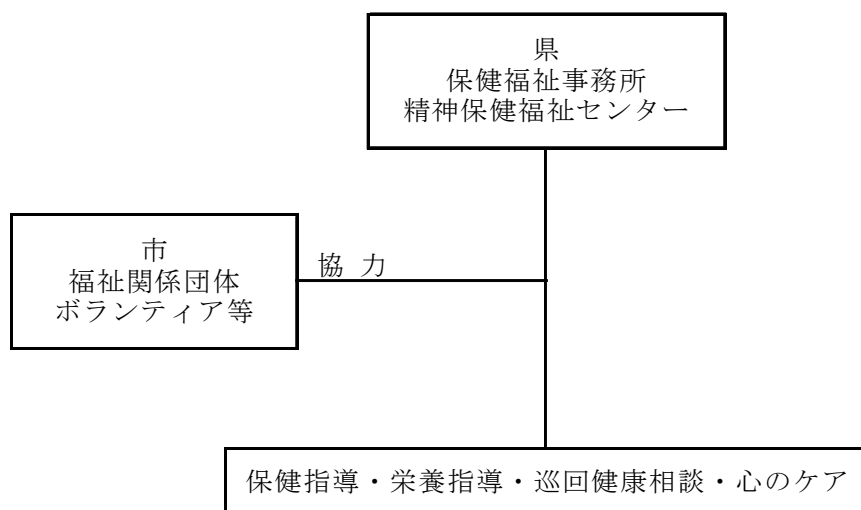 県
保健福祉事務所
精神保健福祉センター
市
福祉関係団体
ボランティア等
協 力
保健指導・栄養指導・巡回健康相談・心のケア